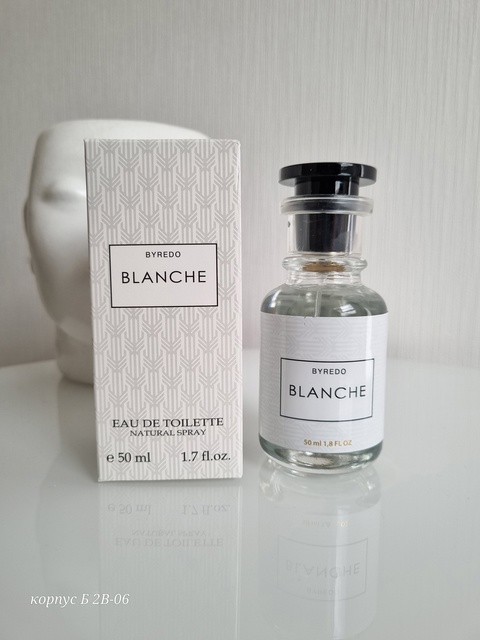 BYREDO
BLANCHE
EAU DE TOILETTE
NATURAL SPRAY
e 50 ml 1.7 fl.oz.
BYREDO
BLANCHE
50 ml 1,8 FL OZ
корпус Б 2В-06